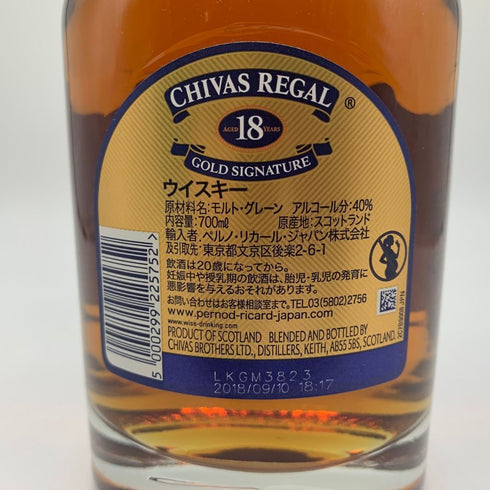 CHIVAS REGAL ®
AGED 18 YEARS
GOLD SIGNATURE
ウイスキー
原材料名:モルト・グレーン アルコール分:40%
内容量:700mℓ 原産地:スコットランド
輸入者:ペルノ・リカール・ジャパン株式会社
及引取先:東京都文京区後楽2-6-1
飲酒は20歳になってから。
妊娠中や授乳期の飲酒は、胎児・乳児の発育に
悪影響を与えるおそれがあります。
お問い合わせはお客様相談室まで。TEL.03(5802)2756
www.pernod-ricard-japan.com
www.wise-drinking.com
PRODUCT OF SCOTLAND BLENDED AND BOTTLED BY
CHIVAS BROTHERS LTD., DISTILLERS, KEITH, AB55 5BS, SCOTLAND.
5 000299 225752
LKGM3823
2018/09/10 18:17